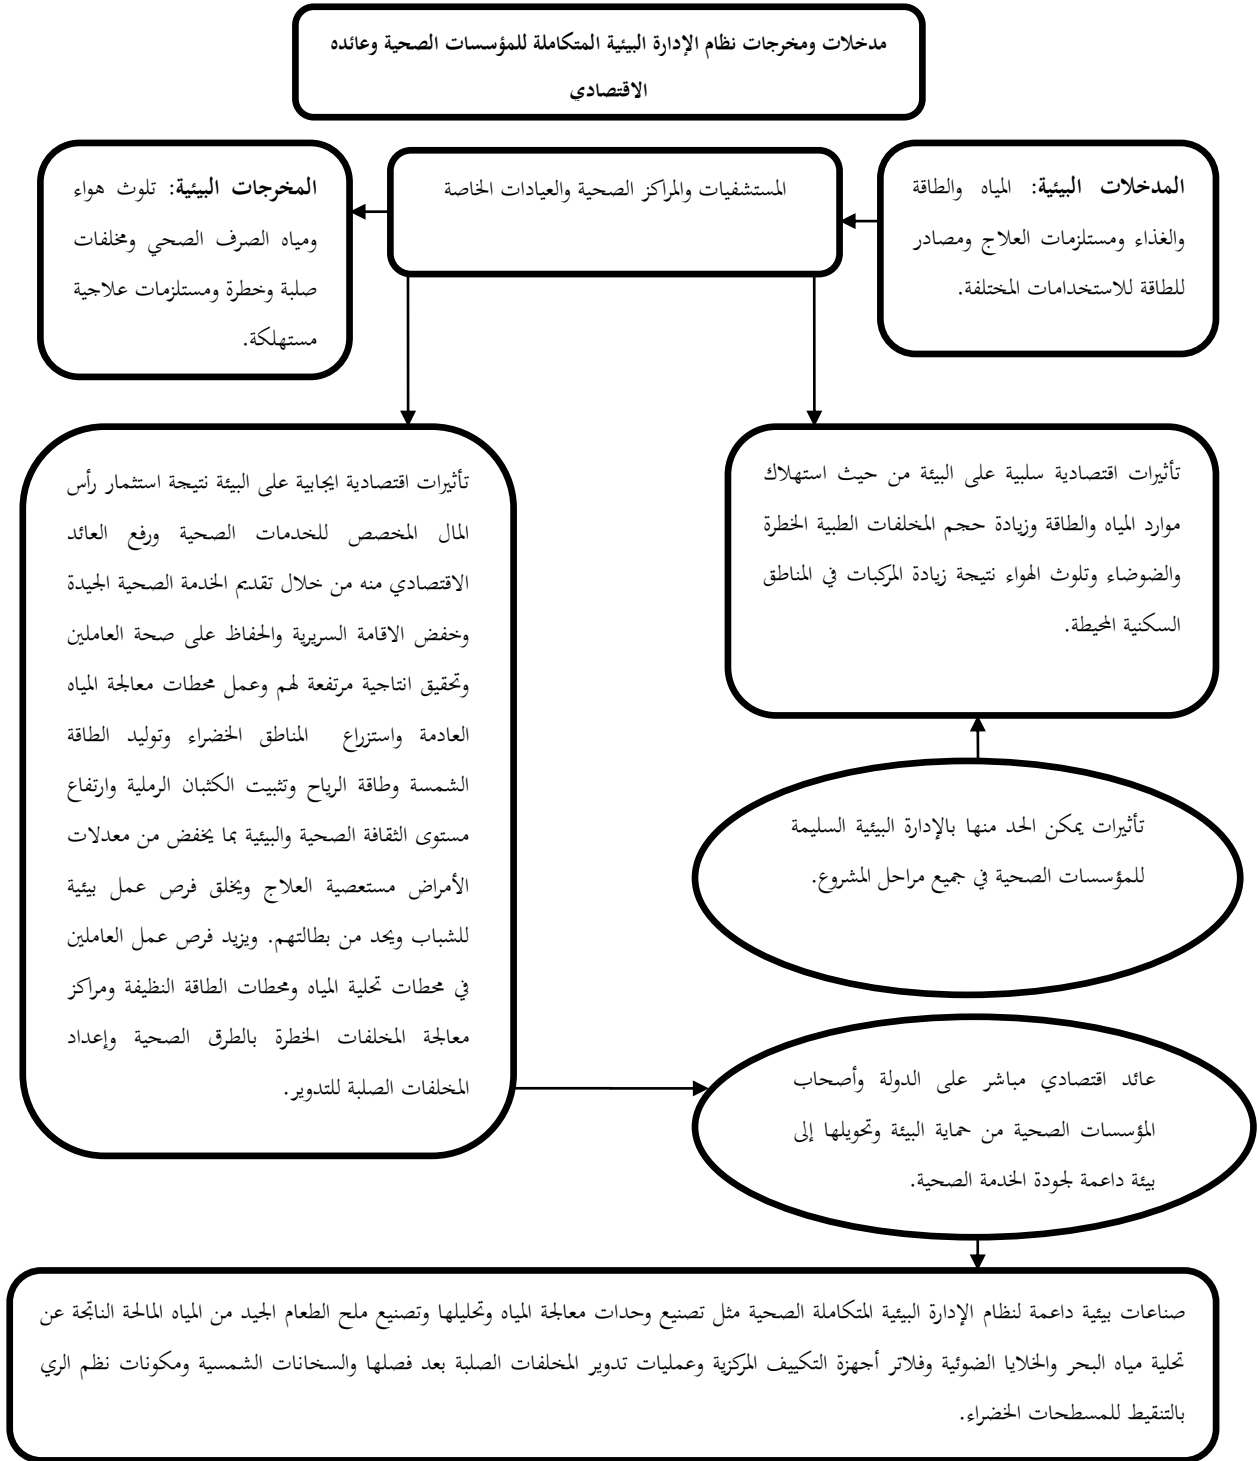 مدخلات ومخرجات نظام الإدارة البيئية المتكاملة للمؤسسات الصحية وعائده
الاقتصادي
المدخلات البيئية: المياه والطاقة
والغذاء ومستلزمات العلاج ومصادر
للطاقة للاستخدامات المختلفة.
المستشفيات والمراكز الصحية والعيادات الخاصة
المخرجات البيئية: تلوث هواء
ومياه الصرف الصحي ومخلفات
صلبة وخطرة ومستلزمات علاجية
مستهلكة.
تأثيرات اقتصادية سلبية على البيئة من حيث استهلاك
موارد المياه والطاقة وزيادة حجم المخلفات الطبية الخطرة
والضوضاء وتلوث الهواء نتيجة زيادة المركبات في المناطق
السكنية المحيطة.
تأثيرات اقتصادية ايجابية على البيئة نتيجة استثمار رأس
المال المخصص للخدمات الصحية ورفع العائد
الاقتصادي منه من خلال تقديم الخدمة الصحية الجيدة
وخفض الاقامة السريرية والحفاظ على صحة العاملين
وتحقيق انتاجية مرتفعة لهم وعمل محطات معالجة المياه
العادمة واستزراع المناطق الخضراء وتوليد الطاقة
الشمسة وطاقة الرياح وتثبيت الكثبان الرملية وارتفاع
مستوى الثقافة الصحية والبيئية بما يخفض من معدلات
الأمراض مستعصية العلاج ويخلق فرص عمل بيئية
للشباب ويحد من بطالتهم. ويزيد فرص عمل العاملين
في محطات تحلية المياه ومحطات الطاقة النظيفة ومراكز
معالجة المخلفات الخطرة بالطرق الصحية وإعداد
المخلفات الصلبة للتدوير.
تأثيرات يمكن الحد منها بالإدارة البيئية السليمة
للمؤسسات الصحية في جميع مراحل المشروع.
عائد اقتصادي مباشر على الدولة وأصحاب
المؤسسات الصحية من حماية البيئة وتحويلها إلى
بيئة داعمة لجودة الخدمة الصحية.
صناعات بيئية داعمة لنظام الإدارة البيئية المتكاملة الصحية مثل تصنيع وحدات معالجة المياه وتحليلها وتصنيع ملح الطعام الجيد من المياه المالحة الناتجة عن
تحلية مياه البحر والخلايا الضوئية وفلاتر أجهزة التكييف المركزية وعمليات تدوير المخلفات الصلبة بعد فصلها والسخانات الشمسية ومكونات نظم الري
بالتنقيط للمسطحات الخضراء.